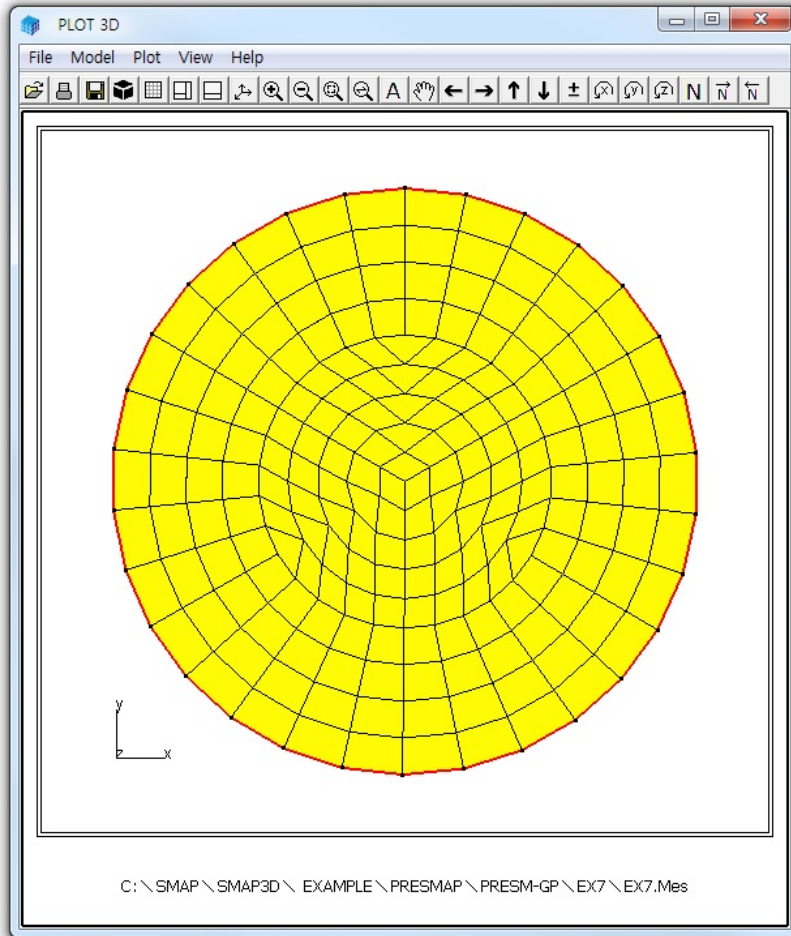 PLOT 3D
File Model Plot View Help
A ± X Y Z N N N
y
z x
C:\SMAP\SMAP3D\ EXAMPLE\PRESMAP\PRESM-GP\EX7\EX7.Mes